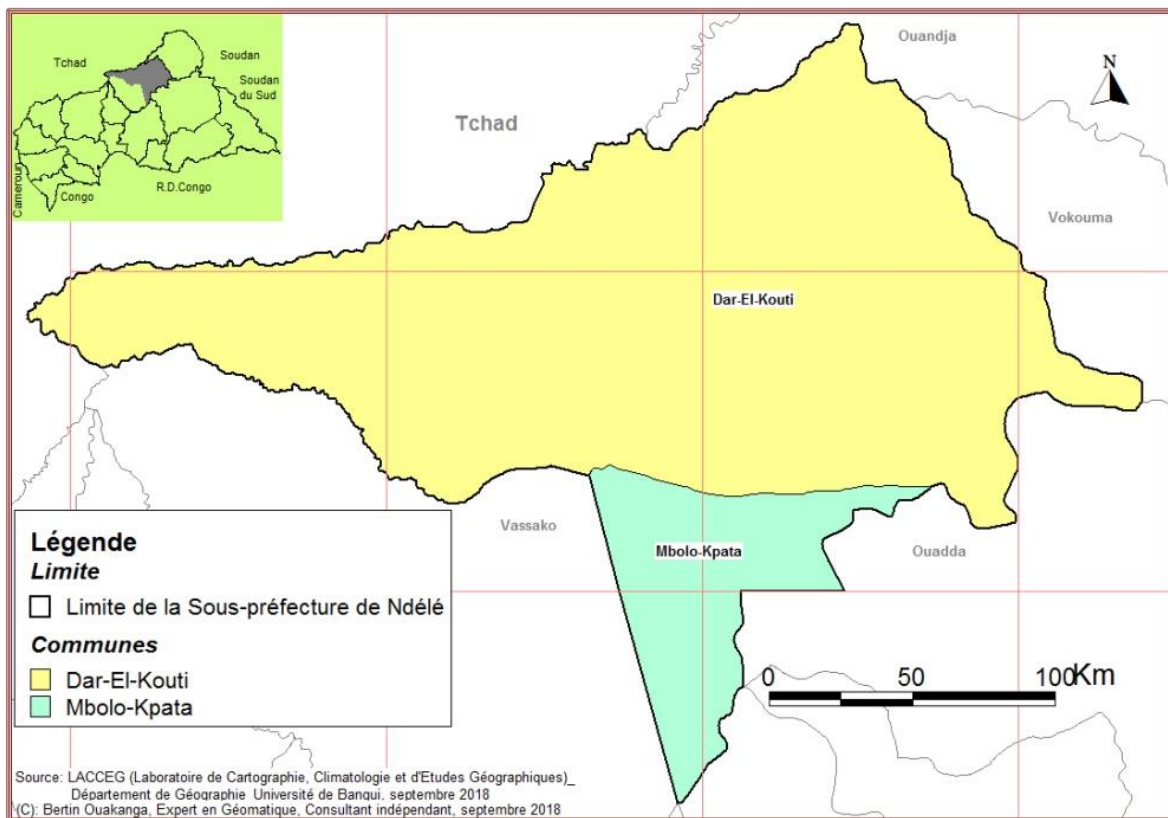 Tchad
Soudan
Soudan
du Sud
Cameroun
Congo
R.D.Congo
Ouandja
N
Tchad
Vokouma
Dar-El-Kouti
Vassako
Mbolo-Kpata
Ouadda
Légende
Limite
Limite de la Sous-préfecture de Ndélé
Communes
Dar-El-Kouti
Mbolo-Kpata
0 50 100 Km
Source: LACCEG (Laboratoire de Cartographie, Climatologie et d'Etudes Géographiques)_
Département de Géographie Université de Bangui, septembre 2018
(C): Bertin Ouakanga, Expert en Géomatique, Consultant indépendant, septembre 2018